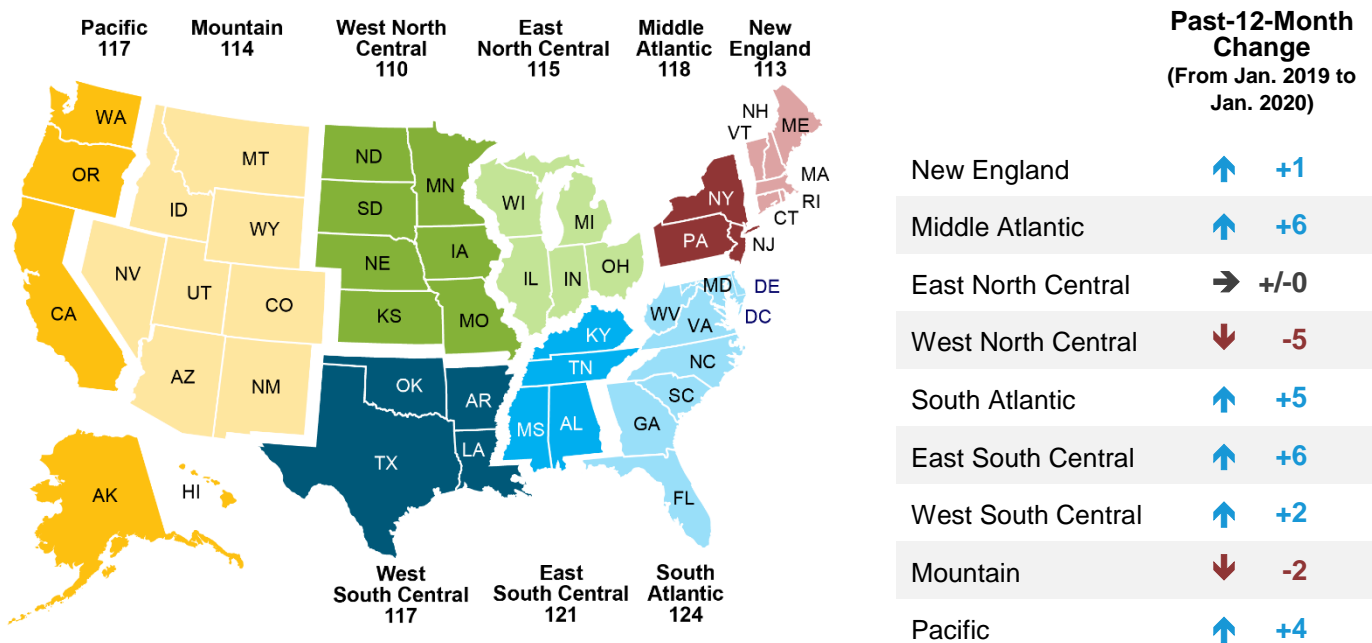 Pacific
117
Mountain
114
West North
Central
110
East
North Central
115
Middle
Atlantic
118
New
England
113
WA
OR
CA
AK
HI
MT
ID
WY
NV
UT
CO
AZ
NM
ND
SD
NE
KS
MN
IA
MO
WI
MI
IL
IN
OH
NY
PA
NJ
NH
VT
ME
MA
RI
CT
MD
DE
DC
WV
VA
NC
SC
GA
FL
KY
TN
MS
AL
OK
AR
TX
LA
West
South Central
117
East
South Central
121
South
Atlantic
124
Past-12-Month
Change
(From Jan. 2019 to
Jan. 2020)
New England ↑ +1
Middle Atlantic ↑ +6
East North Central → +/-0
West North Central ↓ -5
South Atlantic ↑ +5
East South Central ↑ +6
West South Central ↑ +2
Mountain ↓ -2
Pacific ↑ +4